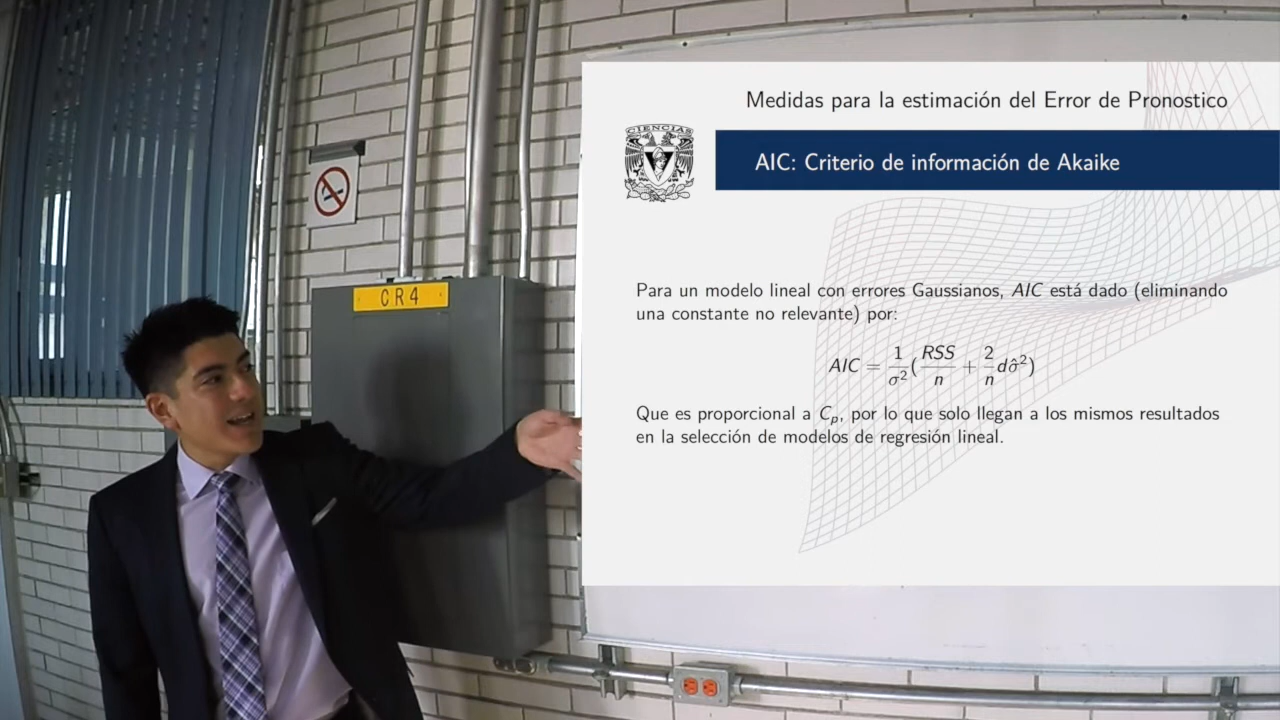 CR4
Medidas para la estimación del Error de Pronostico
CIENCIAS
AIC: Criterio de información de Akaike
Para un modelo lineal con errores Gaussianos, AIC está dado (eliminando
una constante no relevante) por:
AIC = 1/σ² (RSS/n + 2/n dσ̂²)
Que es proporcional a Cₚ, por lo que solo llegan a los mismos resultados
en la selección de modelos de regresión lineal.